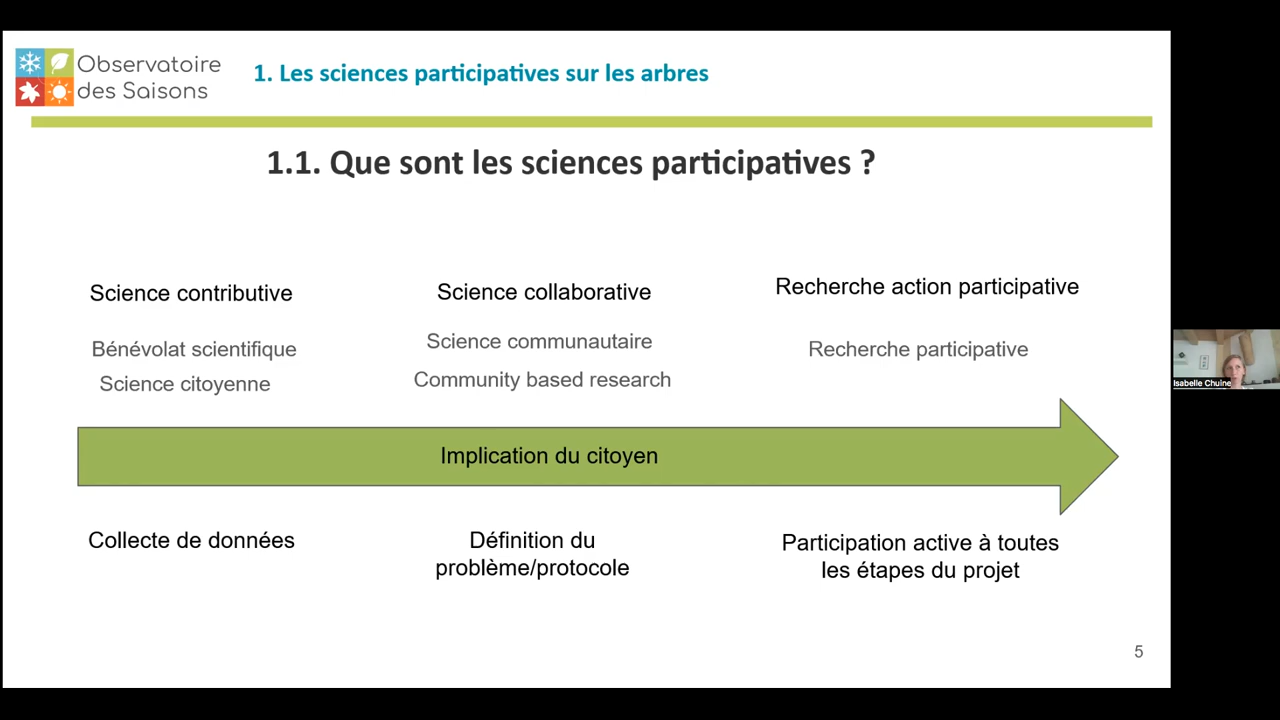 Observatoire
des Saisons
1. Les sciences participatives sur les arbres
1.1. Que sont les sciences participatives ?
Science contributive
Bénévolat scientifique
Science citoyenne
Science collaborative
Science communautaire
Community based research
Recherche action participative
Recherche participative
Implication du citoyen
Collecte de données
Définition du
problème/protocole
Participation active à toutes
les étapes du projet
5
Isabelle Chuine